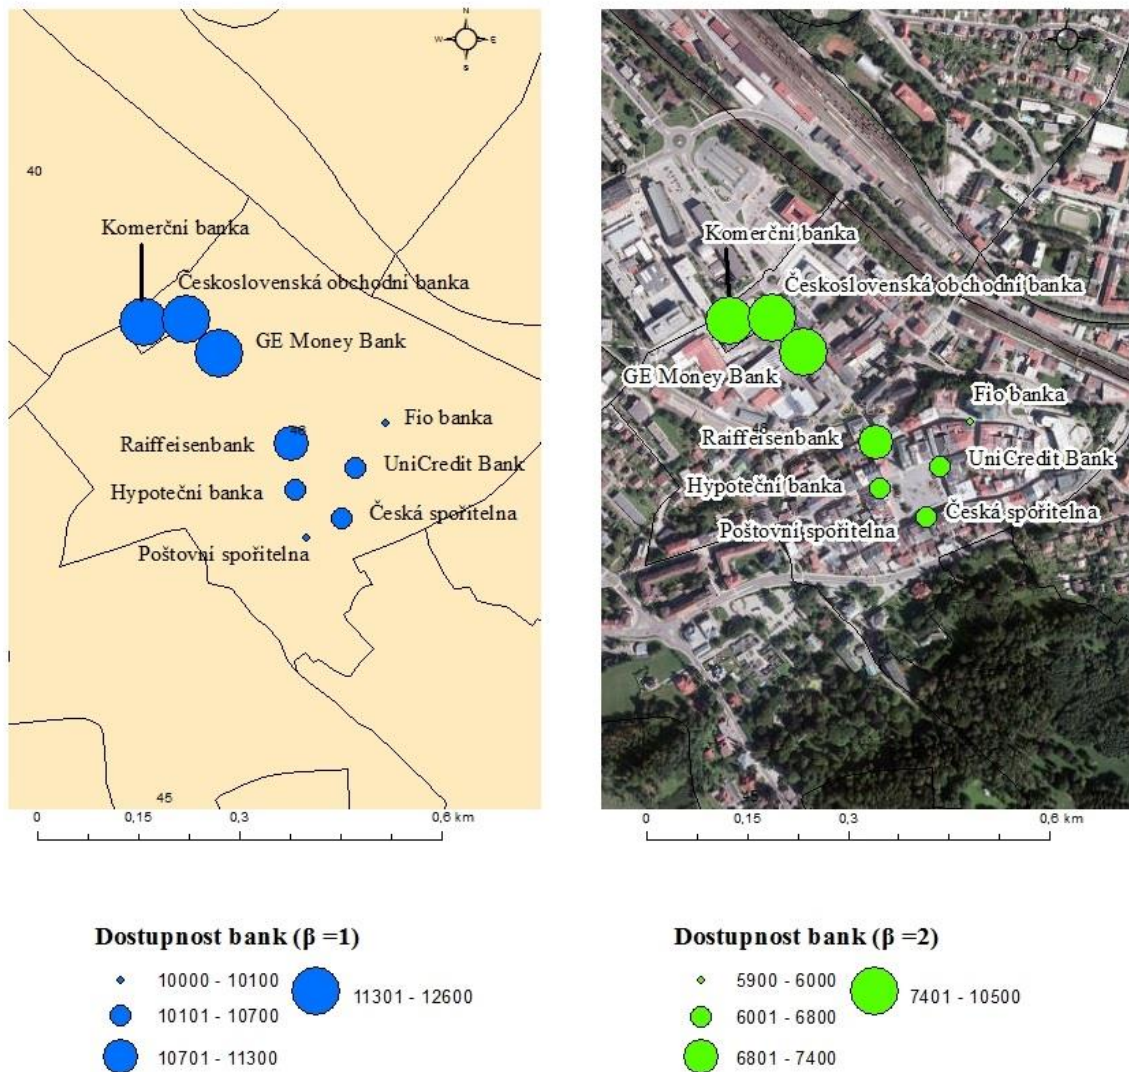 N
W E
S
40
Komerční banka
Československá obchodní banka
GE Money Bank
Fio banka
Raiffeisenbank
UniCredit Bank
Hypoteční banka
Česká spořitelna
Poštovní spořitelna
45
0 0,15 0,3 0,6 km
Dostupnost bank (β =1)
10000 - 10100
10101 - 10700
10701 - 11300
11301 - 12600
Komerční banka
Československá obchodní banka
GE Money Bank
Fio banka
Raiffeisenbank
UniCredit Bank
Hypoteční banka
Česká spořitelna
Poštovní spořitelna
45
0 0,15 0,3 0,6 km
Dostupnost bank (β =2)
5900 - 6000
6001 - 6800
6801 - 7400
7401 - 10500